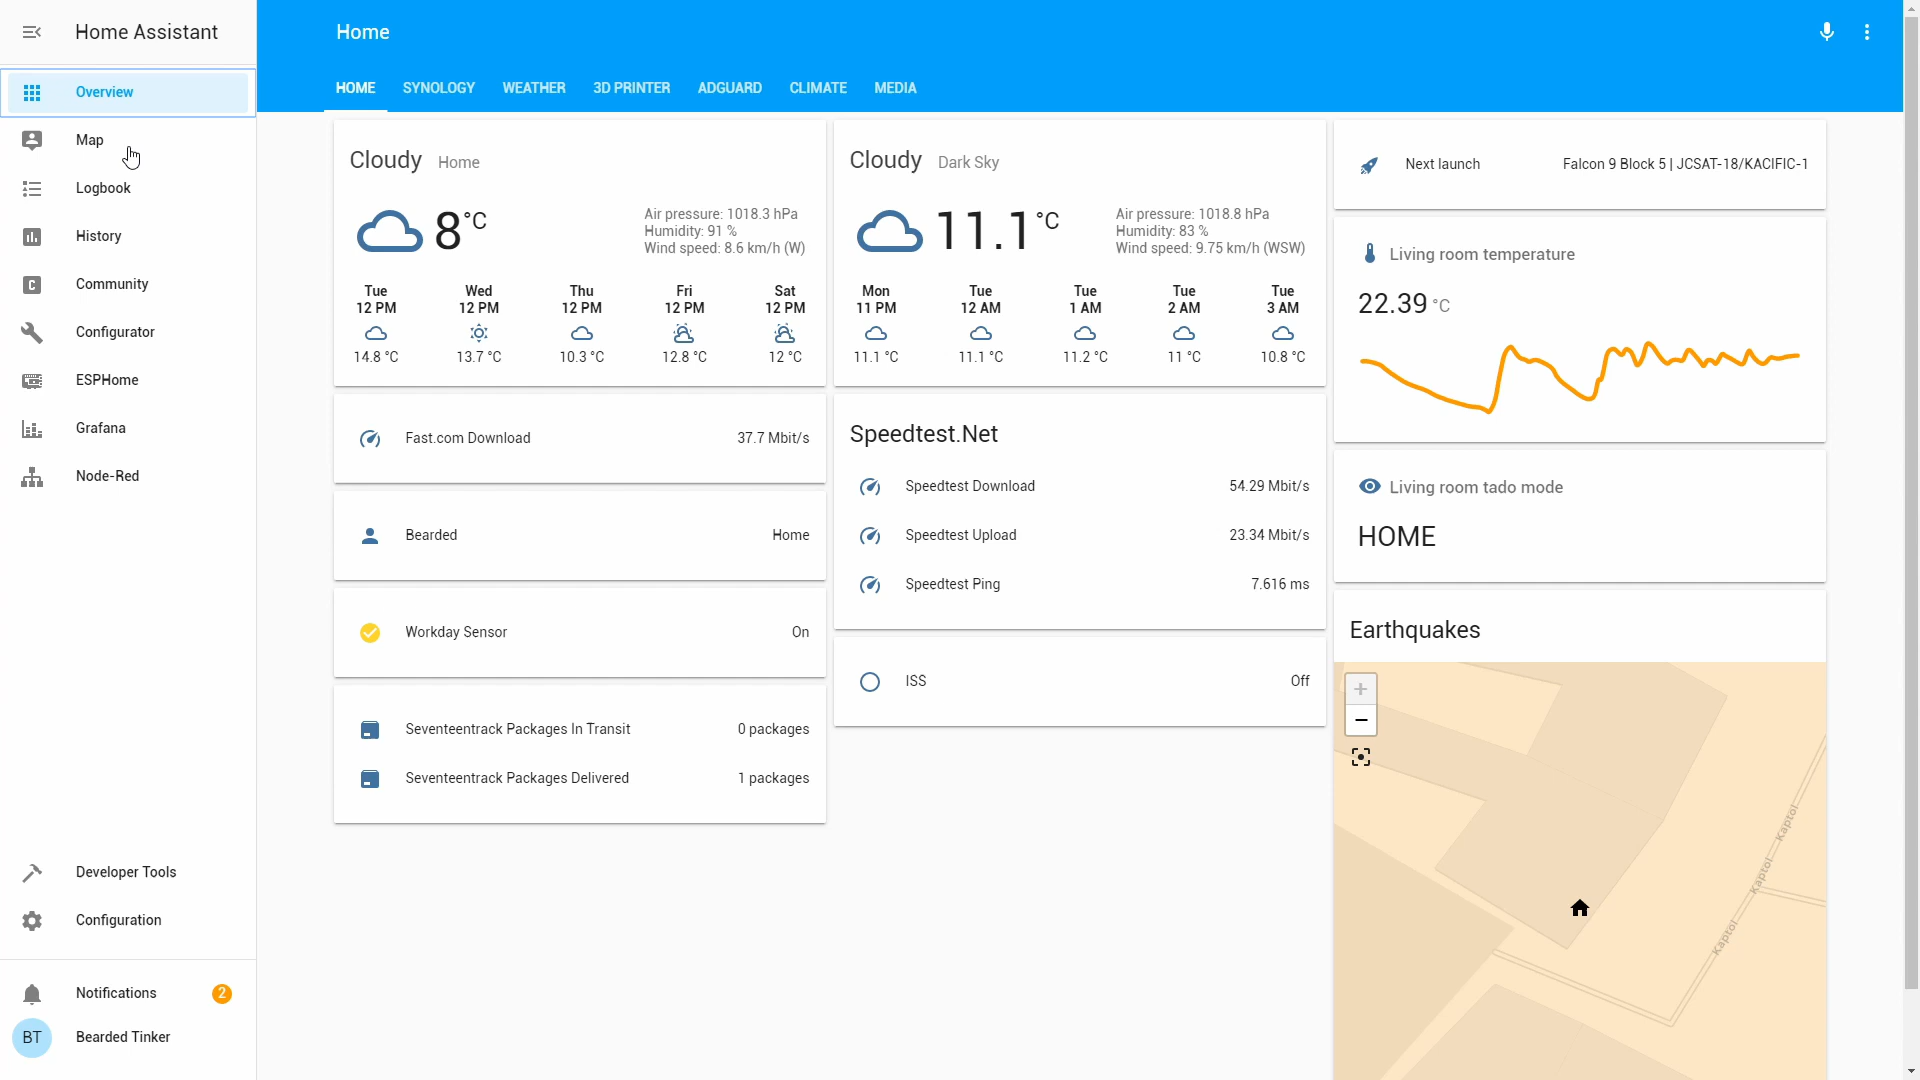 Home Assistant
Overview
Map
Logbook
History
Community
Configurator
ESPHome
Grafana
Node-Red
Developer Tools
Configuration
Notifications 2
BT Bearded Tinker
Home
HOME SYNOLOGY WEATHER 3D PRINTER ADGUARD CLIMATE MEDIA
Cloudy Home
8 °C
Air pressure: 1018.3 hPa
Humidity: 91 %
Wind speed: 8.6 km/h (W)
Tue Wed Thu Fri Sat
12 PM 12 PM 12 PM 12 PM 12 PM
14.8 °C 13.7 °C 10.3 °C 12.8 °C 12 °C
Fast.com Download 37.7 Mbit/s
Bearded Home
Workday Sensor On
Seventeentrack Packages In Transit 0 packages
Seventeentrack Packages Delivered 1 packages
Cloudy Dark Sky
11.1 °C
Air pressure: 1018.8 hPa
Humidity: 83 %
Wind speed: 9.75 km/h (WSW)
Mon Tue Tue Tue Tue
11 PM 12 AM 1 AM 2 AM 3 AM
11.1 °C 11.1 °C 11.2 °C 11 °C 10.8 °C
Speedtest.Net
Speedtest Download 54.29 Mbit/s
Speedtest Upload 23.34 Mbit/s
Speedtest Ping 7.616 ms
ISS Off
Next launch Falcon 9 Block 5 | JCSAT-18/KACIFIC-1
Living room temperature
22.39 °C
Living room tado mode
HOME
Earthquakes
+
−
Kaptol
Kaptol
Kaptol